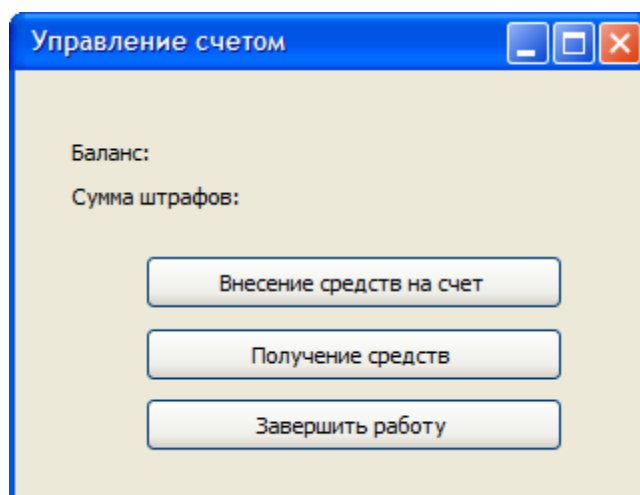 Управление счетом
Баланс:
Сумма штрафов:
Внесение средств на счет
Получение средств
Завершить работу